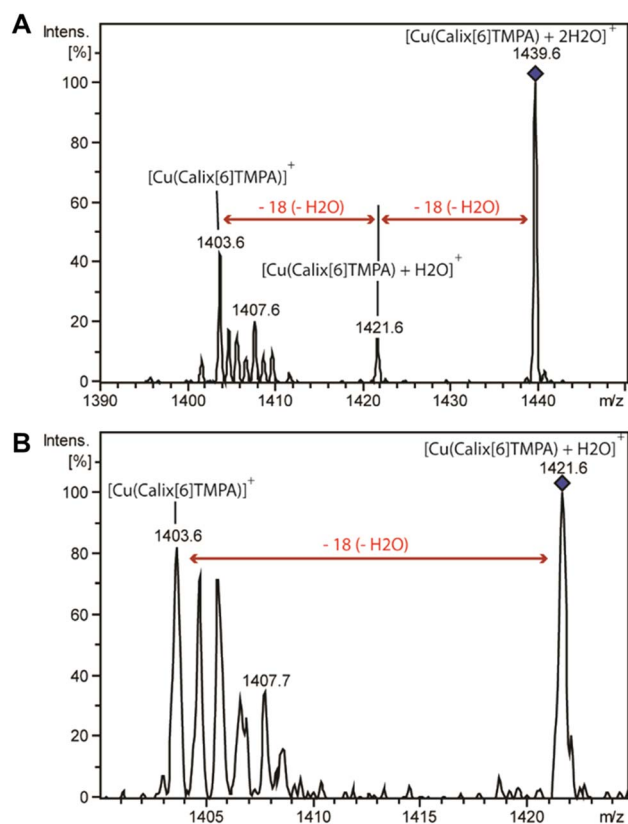 A
Intens.
[%]
[Cu(Calix[6]TMPA) + 2H2O]+
1439.6
100
80
[Cu(Calix[6]TMPA)]+
60
- 18 (- H2O)
- 18 (- H2O)
1403.6
40
[Cu(Calix[6]TMPA) + H2O]+
1407.6
20
1421.6
0
1390 1400 1410 1420 1430 1440 m/z
B
Intens.
[%]
[Cu(Calix[6]TMPA) + H2O]+
1421.6
100
[Cu(Calix[6]TMPA)]+
1403.6
80
- 18 (- H2O)
60
40
1407.7
20
0
1405 1410 1415 1420 m/z